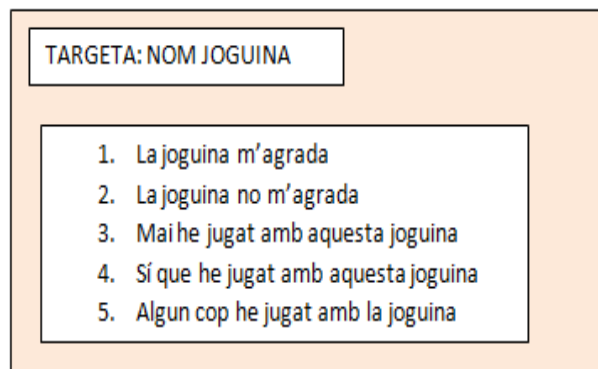 TARGETA: NOM JOGUINA
1. La joguina m’agrada
2. La joguina no m’agrada
3. Mai he jugat amb aquesta joguina
4. Sí que he jugat amb aquesta joguina
5. Algun cop he jugat amb la joguina